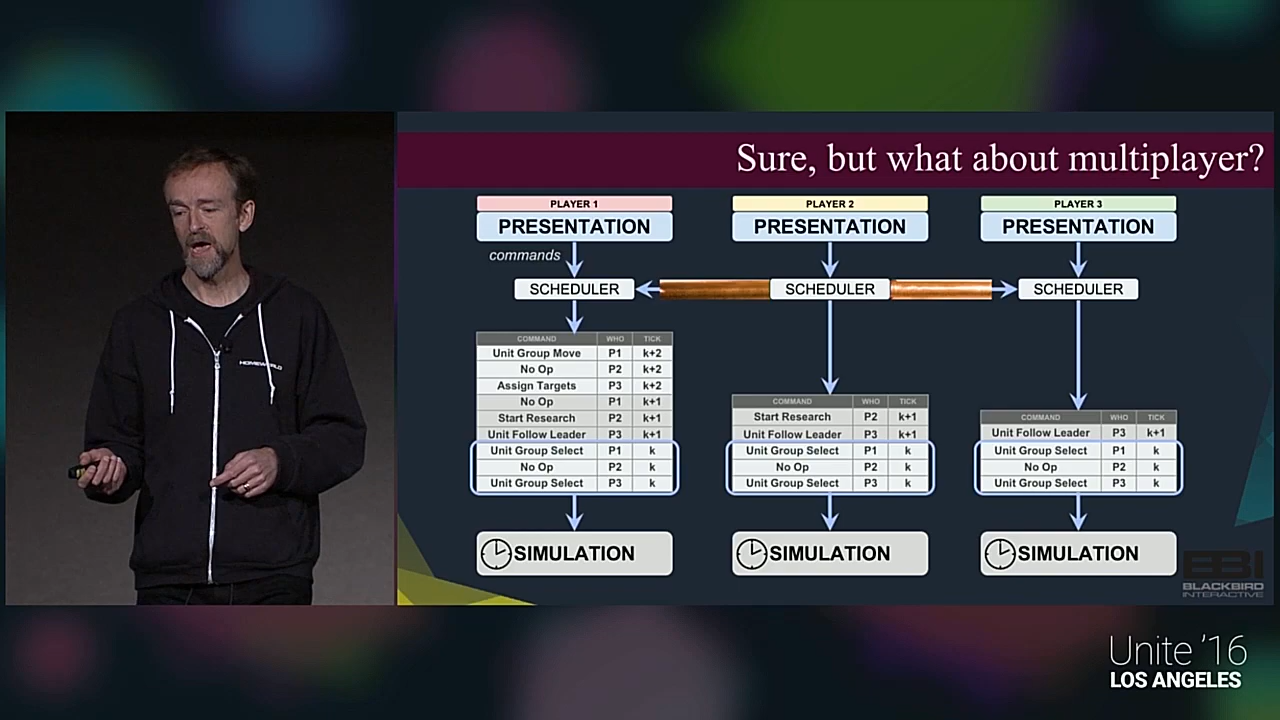 Sure, but what about multiplayer?
PLAYER 1
PRESENTATION
PLAYER 2
PRESENTATION
PLAYER 3
PRESENTATION
commands
SCHEDULER
SCHEDULER
SCHEDULER
COMMAND WHO TICK
Unit Group Move P1 k+2
No Op P2 k+2
Assign Targets P3 k+2
No Op P1 k+1
Start Research P2 k+1
Unit Follow Leader P3 k+1
Unit Group Select P1 k
No Op P2 k
Unit Group Select P3 k
COMMAND WHO TICK
Start Research P2 k+1
Unit Follow Leader P3 k+1
Unit Group Select P1 k
No Op P2 k
Unit Group Select P3 k
COMMAND WHO TICK
Unit Follow Leader P3 k+1
Unit Group Select P1 k
No Op P2 k
Unit Group Select P3 k
SIMULATION
SIMULATION
SIMULATION
HOMEWORLD
BBI
BLACKBIRD
INTERACTIVE
Unite '16
LOS ANGELES